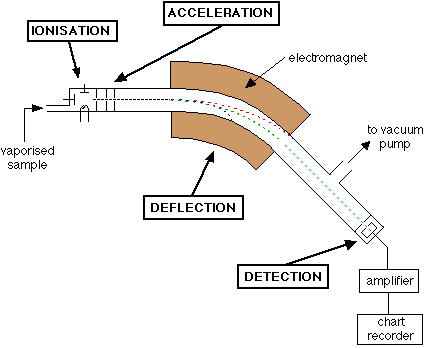 ACCELERATION
IONISATION
electromagnet
vaporised
sample
to vacuum
pump
DEFLECTION
DETECTION
amplifier
chart
recorder